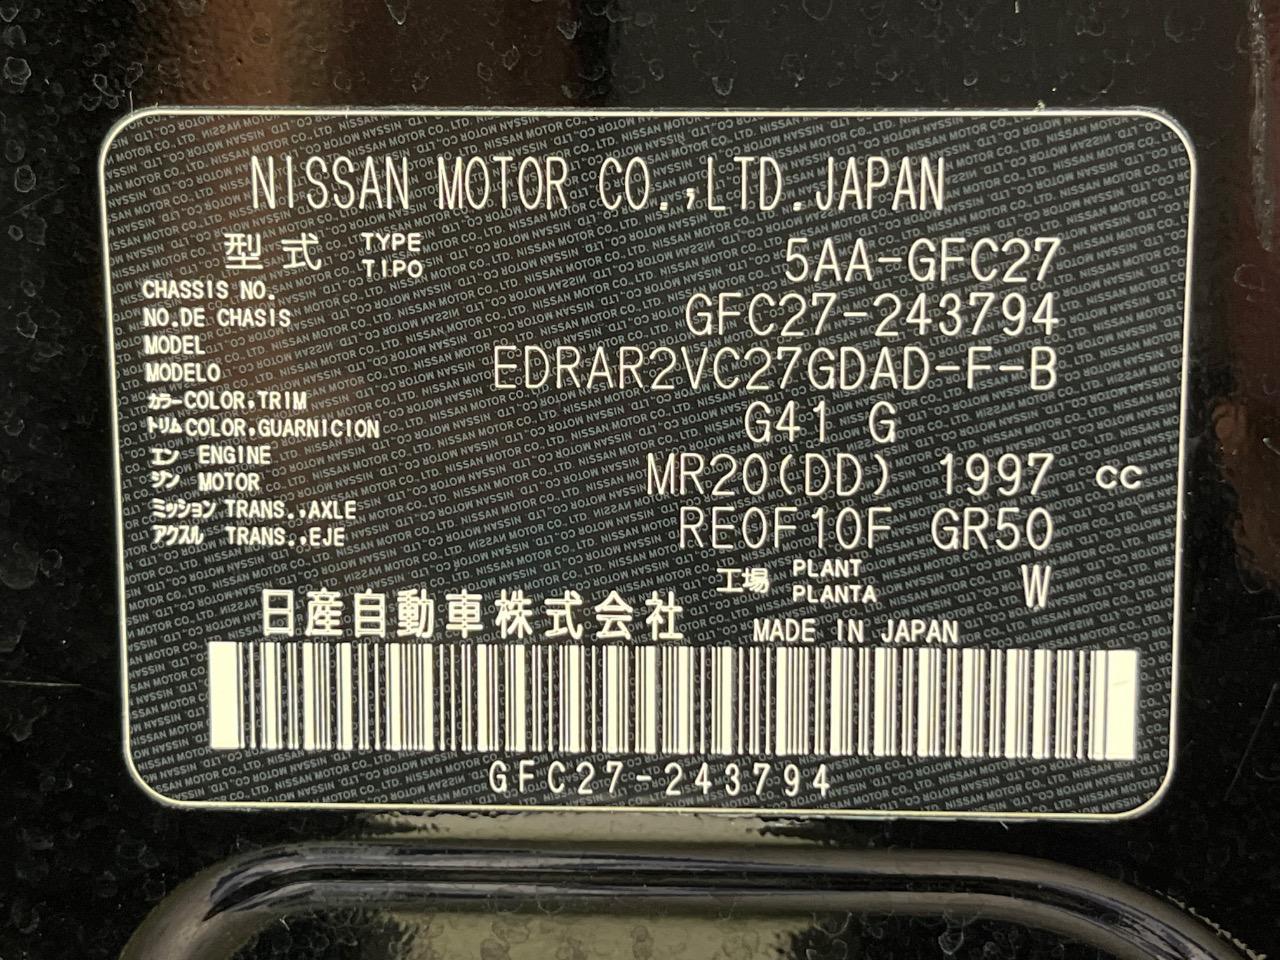 NISSAN MOTOR CO.,LTD.JAPAN
型式 TYPE TIPO 5AA-GFC27
CHASSIS NO. NO.DE CHASIS GFC27-243794
MODEL MODELO EDRAR2VC27GDAD-F-B
カラー COLOR,TRIM
トリム COLOR,GUARNICION G41 G
エン ENGINE
ジン MOTOR MR20(DD) 1997 cc
ミッション TRANS.,AXLE
アクスル TRANS.,EJE RE0F10F GR50
工場 PLANT PLANTA W
日産自動車株式会社 MADE IN JAPAN
GFC27-243794